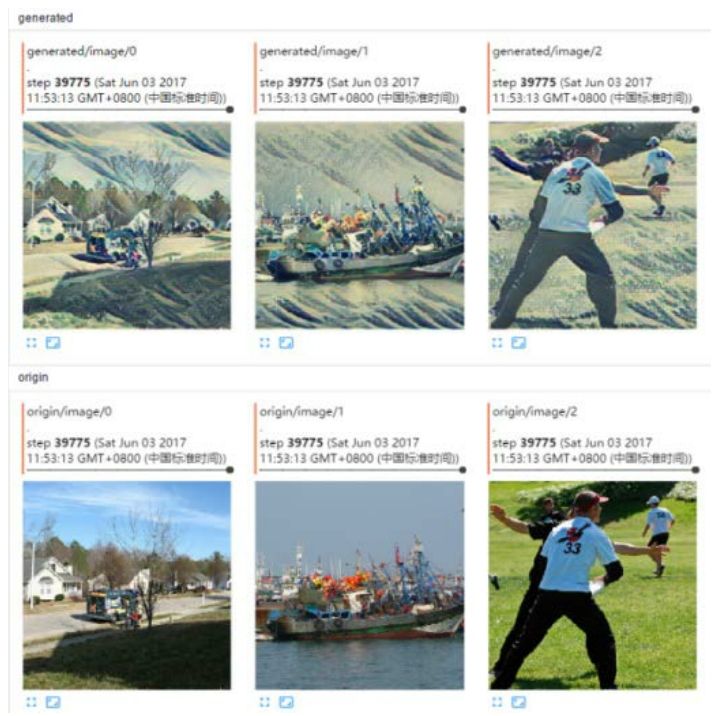 generated
generated/image/0
.
step 39775 (Sat Jun 03 2017
11:53:13 GMT+0800 (中国标准时间))
generated/image/1
.
step 39775 (Sat Jun 03 2017
11:53:13 GMT+0800 (中国标准时间))
generated/image/2
.
step 39775 (Sat Jun 03 2017
11:53:13 GMT+0800 (中国标准时间))
33
origin
origin/image/0
.
step 39775 (Sat Jun 03 2017
11:53:13 GMT+0800 (中国标准时间))
origin/image/1
.
step 39775 (Sat Jun 03 2017
11:53:13 GMT+0800 (中国标准时间))
origin/image/2
.
step 39775 (Sat Jun 03 2017
11:53:13 GMT+0800 (中国标准时间))
33